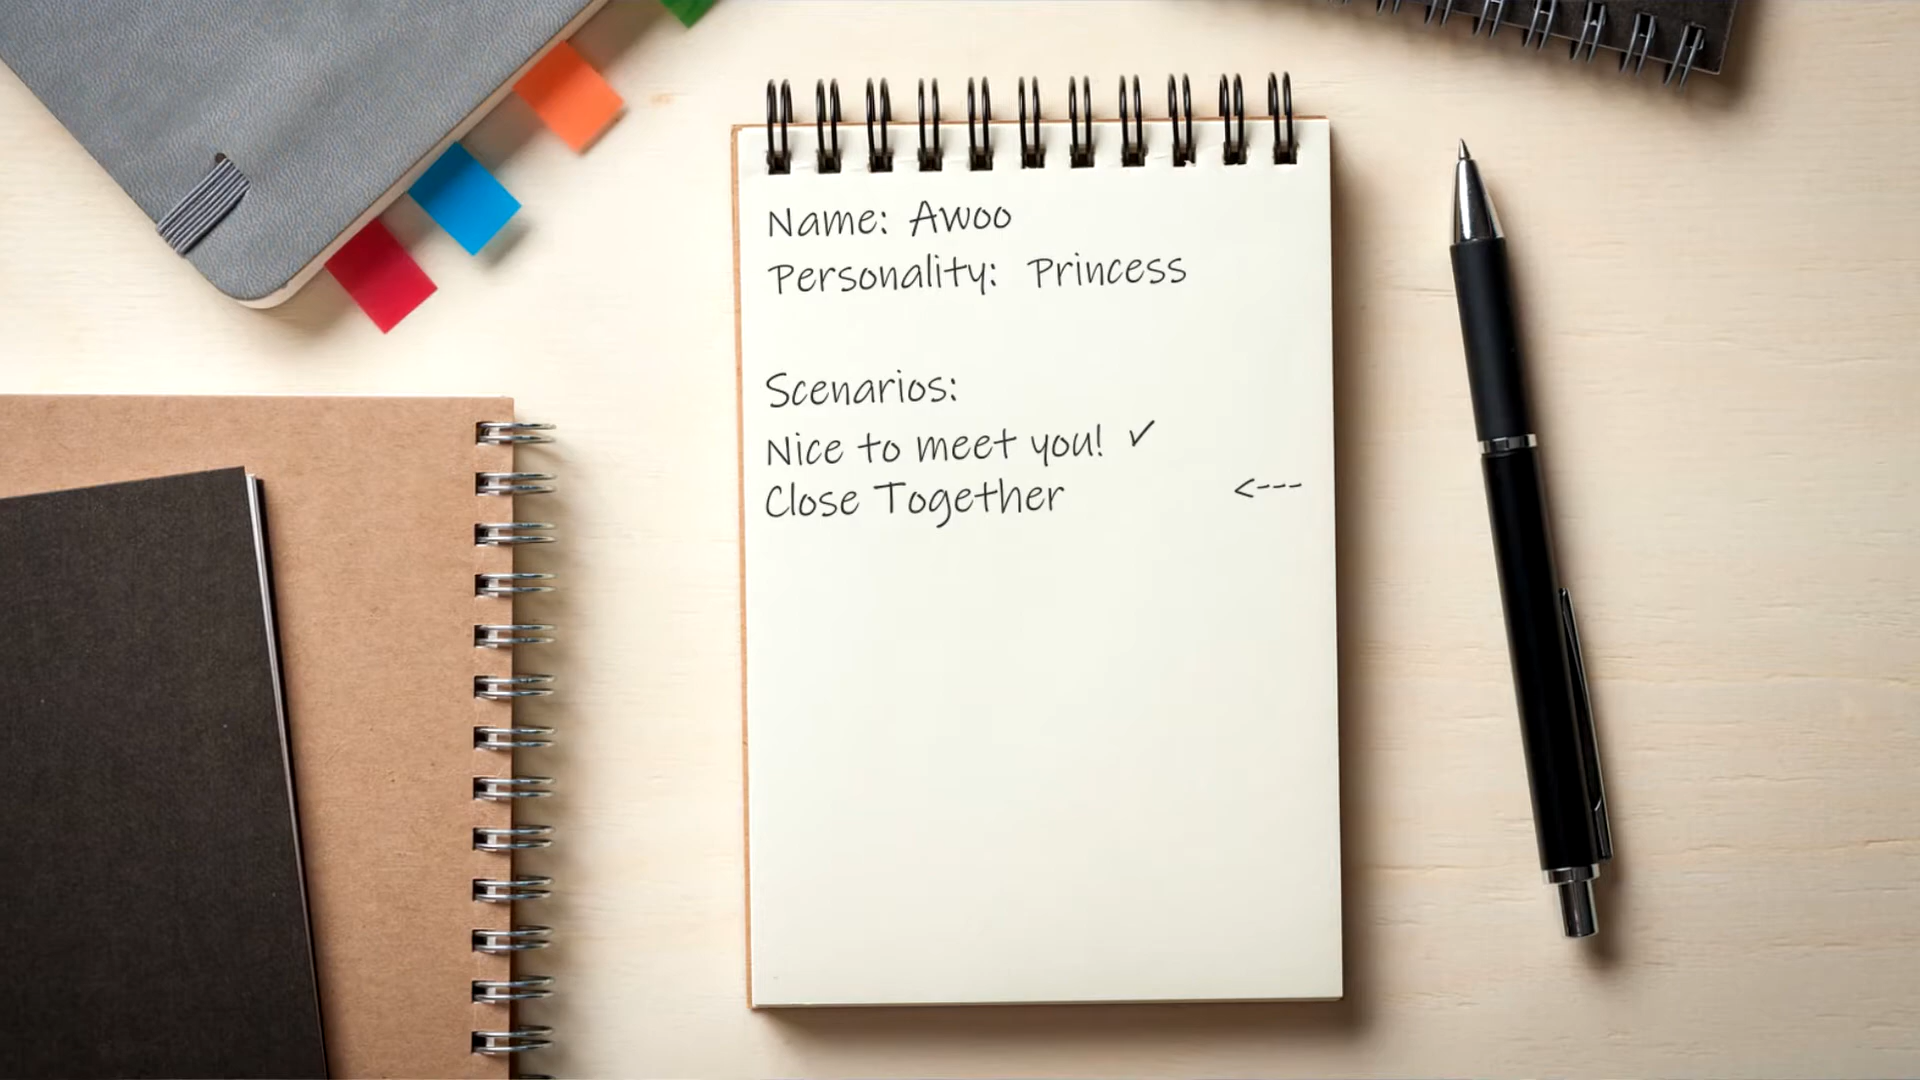 Name: Awoo
Personality: Princess
Scenarios:
Nice to meet you! ✓
Close Together <---